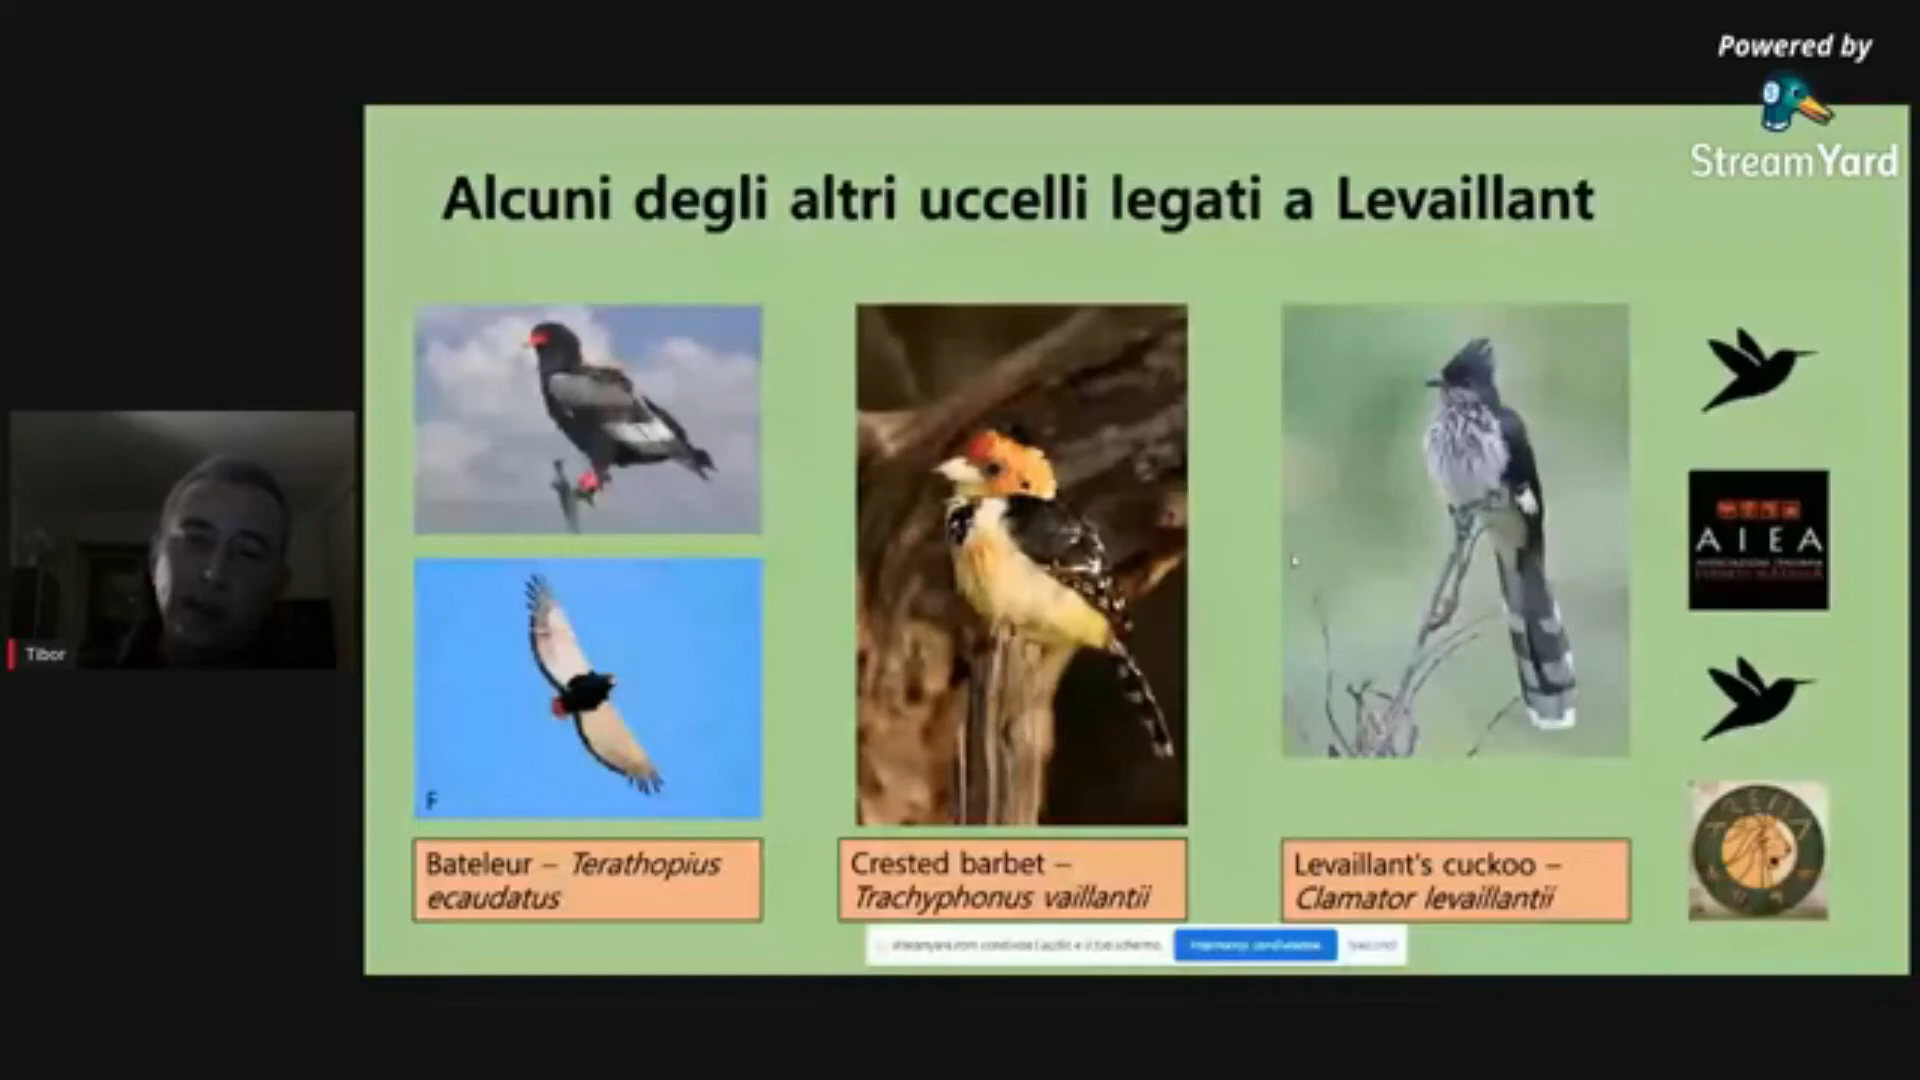 Powered by
StreamYard
Alcuni degli altri uccelli legati a Levaillant
Tibor
F
Bateleur – Terathopius
ecaudatus
Crested barbet –
Trachyphonus vaillantii
Levaillant's cuckoo –
Clamator levaillantii
AIEA